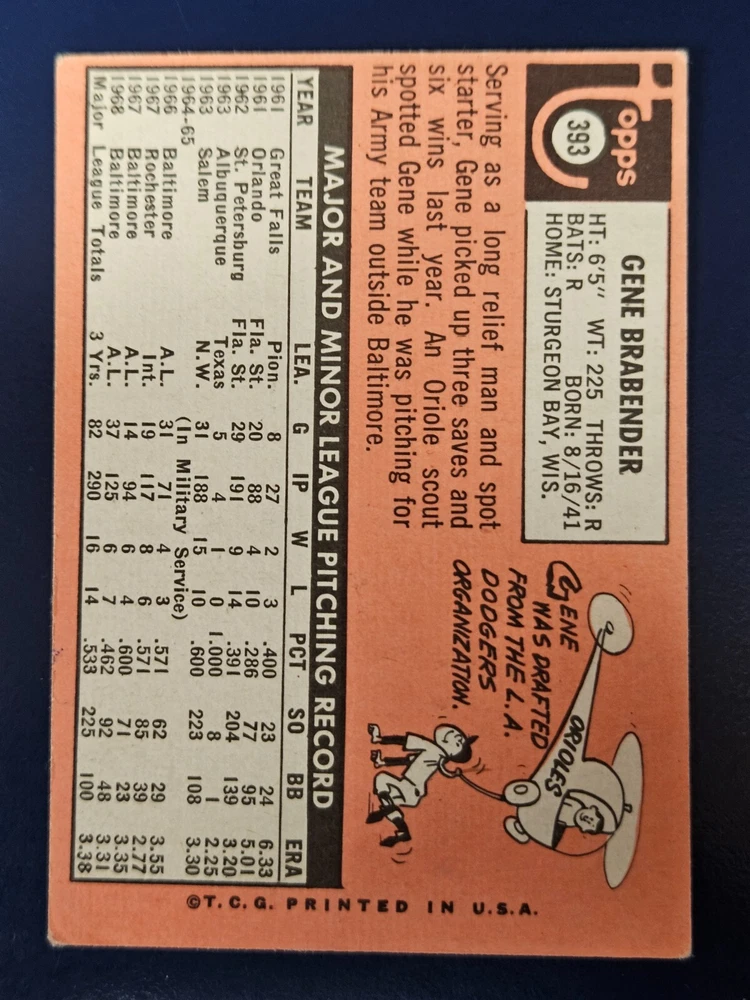 Topps
393
GENE BRABENDER
HT: 6'5" WT: 225 THROWS: R
BATS: R BORN: 8/16/41
HOME: STURGEON BAY, WIS.
Serving as a long relief man and spot
starter, Gene picked up three saves and
six wins last year. An Oriole scout
spotted Gene while he was pitching for
his Army team outside Baltimore.
GENE
WAS DRAFTED
FROM THE L.A.
DODGERS
ORGANIZATION.
ORIOLES
MAJOR AND MINOR LEAGUE PITCHING RECORD
YEAR TEAM LEA. G IP W L PCT. SO BB ERA
1961 Great Falls Pion. 8 27 2 3 .400 23 24 6.33
1961 Orlando Fla. St. 20 88 4 10 .286 77 95 5.01
1962 St. Petersburg Fla. St. 29 191 9 14 .391 204 139 3.20
1963 Albuquerque Texas 5 4 1 0 1.000 8 1 2.25
1963 Salem N.W. 31 188 15 10 .600 223 108 3.30
1964-65 (In Military Service)
1966 Baltimore A.L. 31 71 4 3 .571 62 29 3.55
1967 Rochester Int. 19 117 8 6 .571 85 39 2.77
1967 Baltimore A.L. 14 94 6 4 .600 71 23 3.35
1968 Baltimore A.L. 37 125 6 7 .462 92 48 3.31
Major League Totals 3 Yrs. 82 290 16 14 .533 225 100 3.38
©T.C.G. PRINTED IN U.S.A.